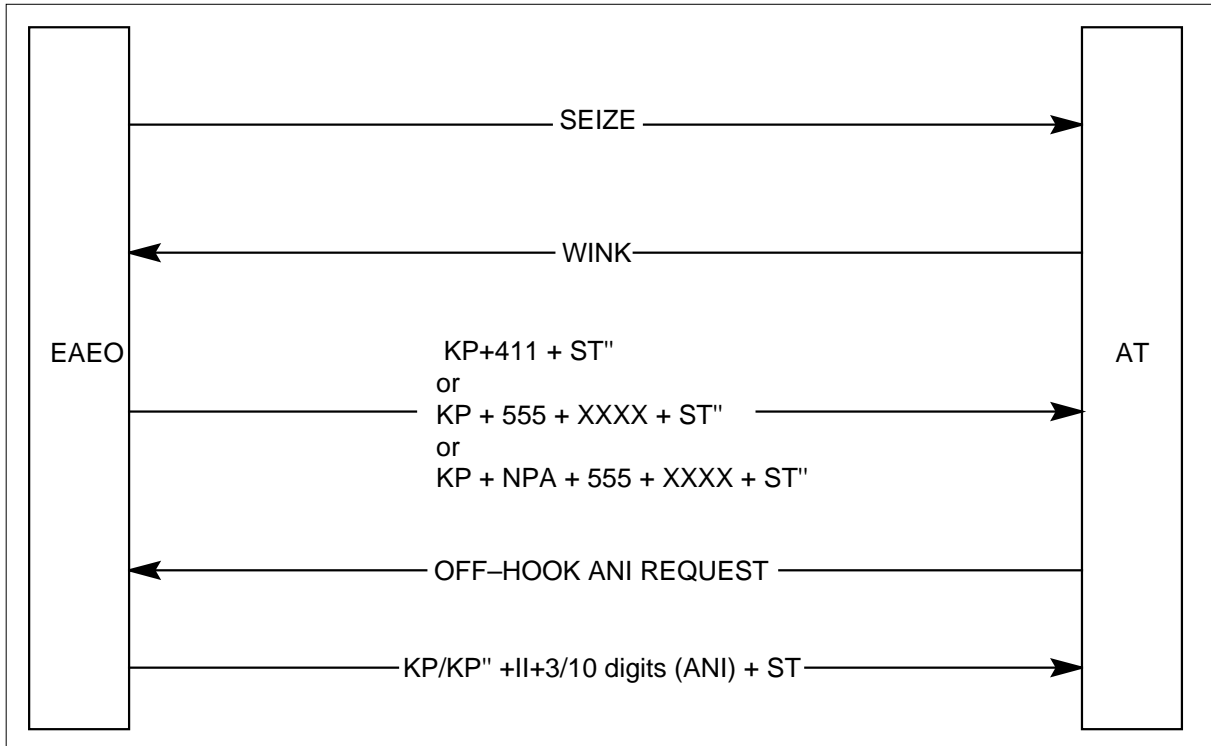 SEIZE
WINK
EAEO
AT
KP+411 + ST"
or
KP + 555 + XXXX + ST"
or
KP + NPA + 555 + XXXX + ST"
OFF–HOOK ANI REQUEST
KP/KP" +II+3/10 digits (ANI) + ST